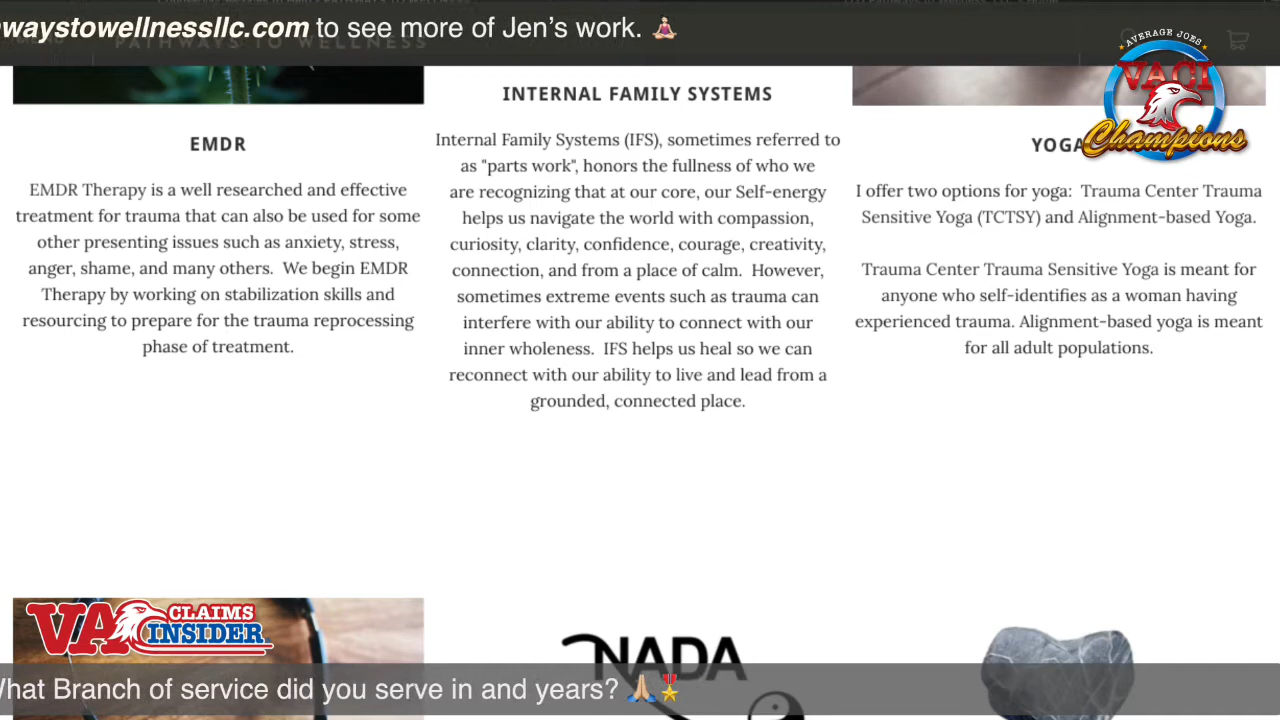 waystowellnessllc.com to see more of Jen's work. 🧘🏻‍♀️
PATHWAYS TO WELLNESS
AVERAGE JOES
VACI
Champions
EMDR
EMDR Therapy is a well researched and effective
treatment for trauma that can also be used for some
other presenting issues such as anxiety, stress,
anger, shame, and many others. We begin EMDR
Therapy by working on stabilization skills and
resourcing to prepare for the trauma reprocessing
phase of treatment.
INTERNAL FAMILY SYSTEMS
Internal Family Systems (IFS), sometimes referred to
as "parts work", honors the fullness of who we
are recognizing that at our core, our Self-energy
helps us navigate the world with compassion,
curiosity, clarity, confidence, courage, creativity,
connection, and from a place of calm. However,
sometimes extreme events such as trauma can
interfere with our ability to connect with our
inner wholeness. IFS helps us heal so we can
reconnect with our ability to live and lead from a
grounded, connected place.
YOGA
I offer two options for yoga: Trauma Center Trauma
Sensitive Yoga (TCTSY) and Alignment-based Yoga.
Trauma Center Trauma Sensitive Yoga is meant for
anyone who self-identifies as a woman having
experienced trauma. Alignment-based yoga is meant
for all adult populations.
VA CLAIMS
INSIDER
NADA
What Branch of service did you serve in and years? 🙏🏼🎖️